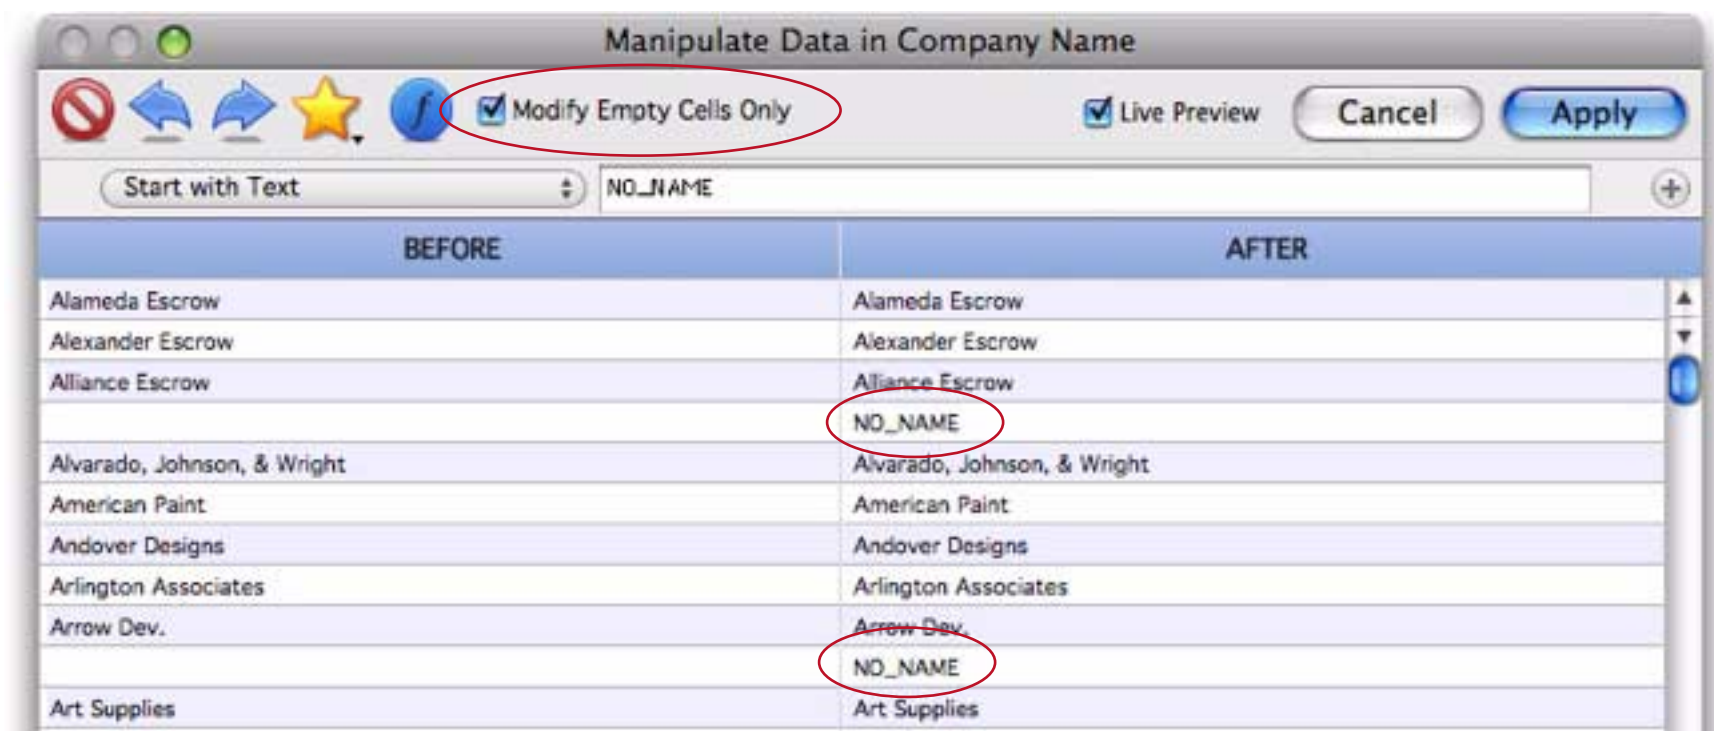 Manipulate Data in Company Name
f Modify Empty Cells Only Live Preview Cancel Apply
Start with Text NO_NAME
BEFORE AFTER
Alameda Escrow Alameda Escrow
Alexander Escrow Alexander Escrow
Alliance Escrow Alliance Escrow
NO_NAME
Alvarado, Johnson, & Wright Alvarado, Johnson, & Wright
American Paint American Paint
Andover Designs Andover Designs
Arlington Associates Arlington Associates
Arrow Dev. Arrow Dev.
NO_NAME
Art Supplies Art Supplies